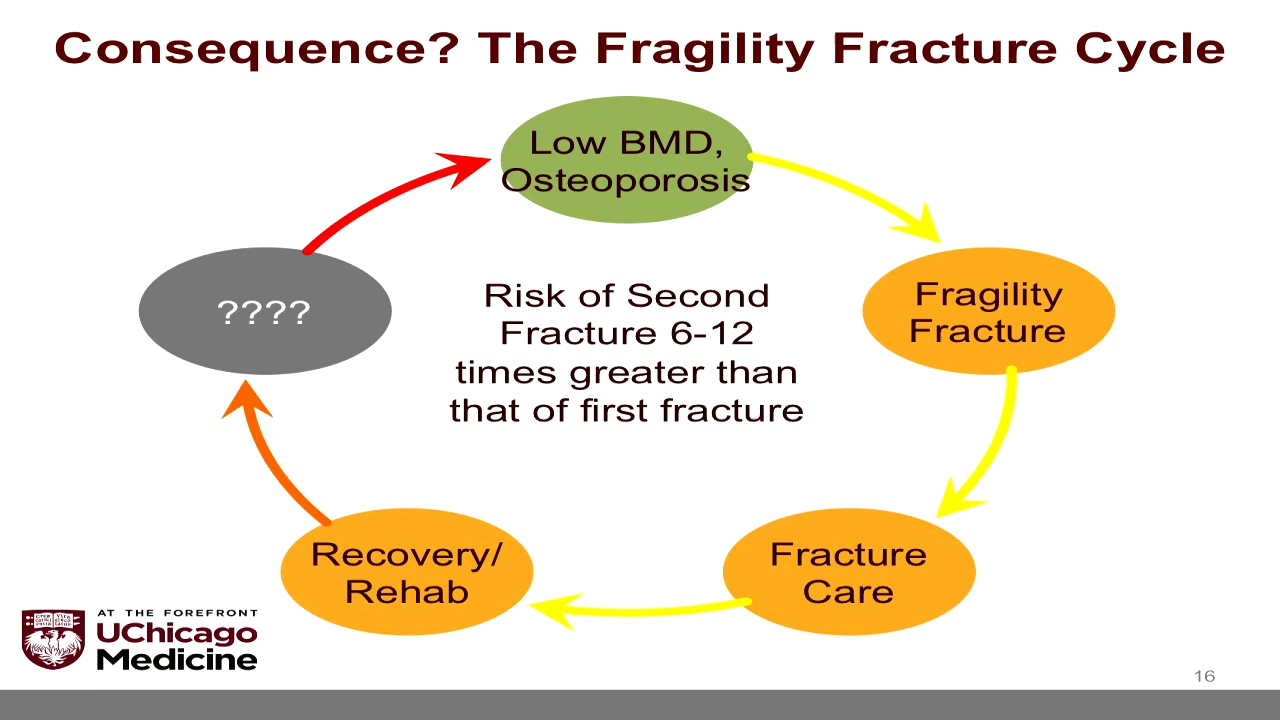 Consequence? The Fragility Fracture Cycle
Low BMD,
Osteoporosis
Fragility
Fracture
Fracture
Care
Recovery/
Rehab
????
Risk of Second
Fracture 6-12
times greater than
that of first fracture
AT THE FOREFRONT
UChicago
Medicine
16